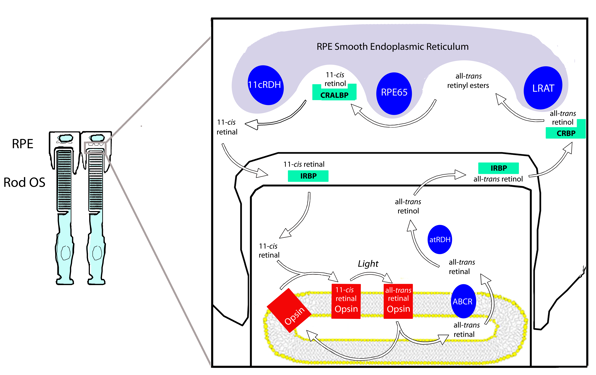 RPE Smooth Endoplasmic Reticulum
11cRDH
11-cis
retinol
CRALBP
RPE65
all-trans
retinyl esters
LRAT
all-trans
retinol
CRBP
11-cis
retinal
RPE
Rod OS
11-cis retinal
IRBP
IRBP
all-trans retinol
all-trans
retinol
11-cis
retinal
atRDH
Light
all-trans
retinal
Opsin
11-cis
retinal
Opsin
all-trans
retinal
Opsin
ABCR
all-trans
retinal